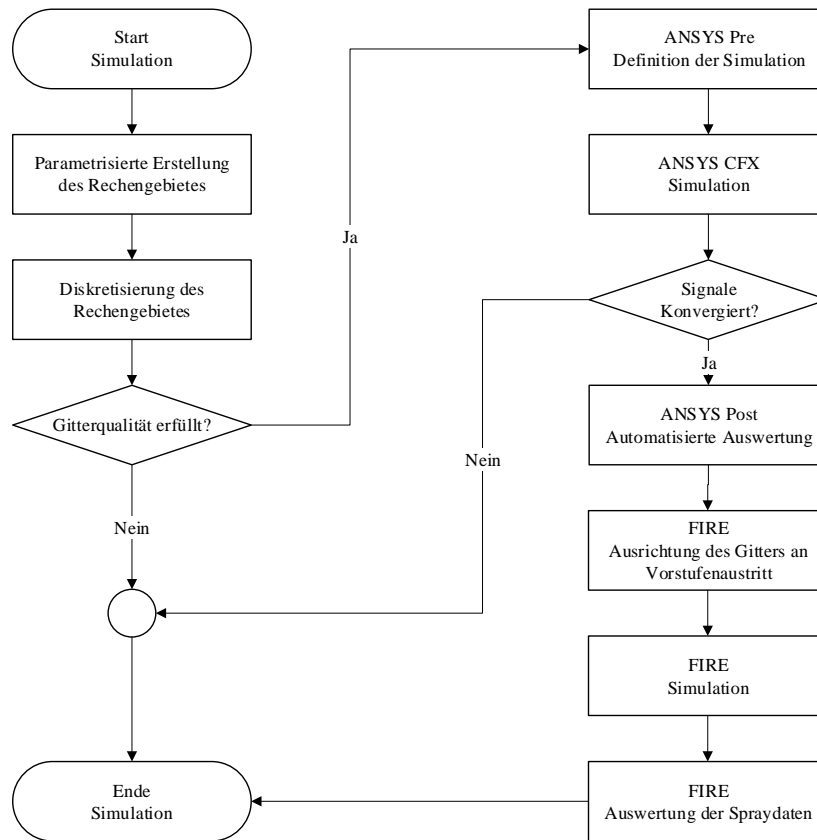 Start
Simulation
Parametrisierte Erstellung
des Rechengebietes
Diskretisierung des
Rechengebietes
Gitterqualität erfüllt?
Ja
Nein
ANSYS Pre
Definition der Simulation
ANSYS CFX
Simulation
Signale
Konvergiert?
Ja
Nein
ANSYS Post
Automatisierte Auswertung
FIRE
Ausrichtung des Gitters an
Vorstufenaustritt
FIRE
Simulation
FIRE
Auswertung der Spraydaten
Ende
Simulation